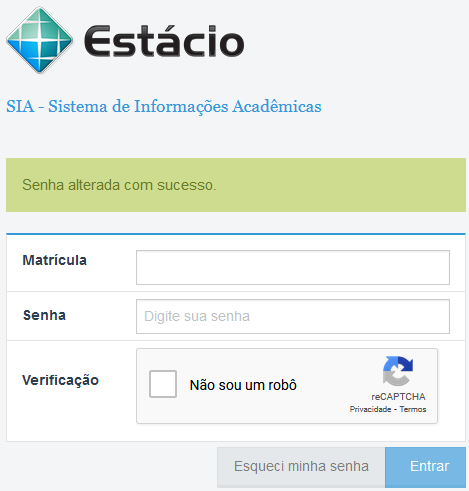 Estácio
SIA - Sistema de Informações Acadêmicas
Senha alterada com sucesso.
Matrícula
Senha
Digite sua senha
Verificação
Não sou um robô
reCAPTCHA
Privacidade - Termos
Esqueci minha senha
Entrar